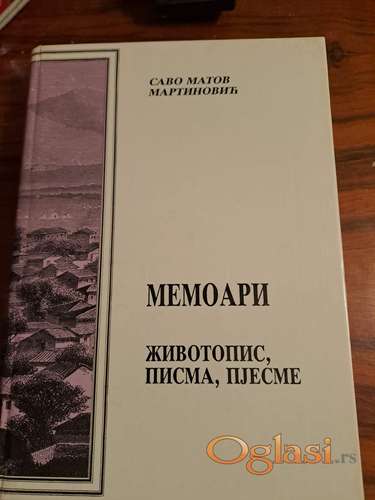 САВО МАТОВ
МАРТИНОВИЋ
МЕМОАРИ
ЖИВОТОПИС,
ПИСМА, ПЈЕСМЕ
Oglasi.rs